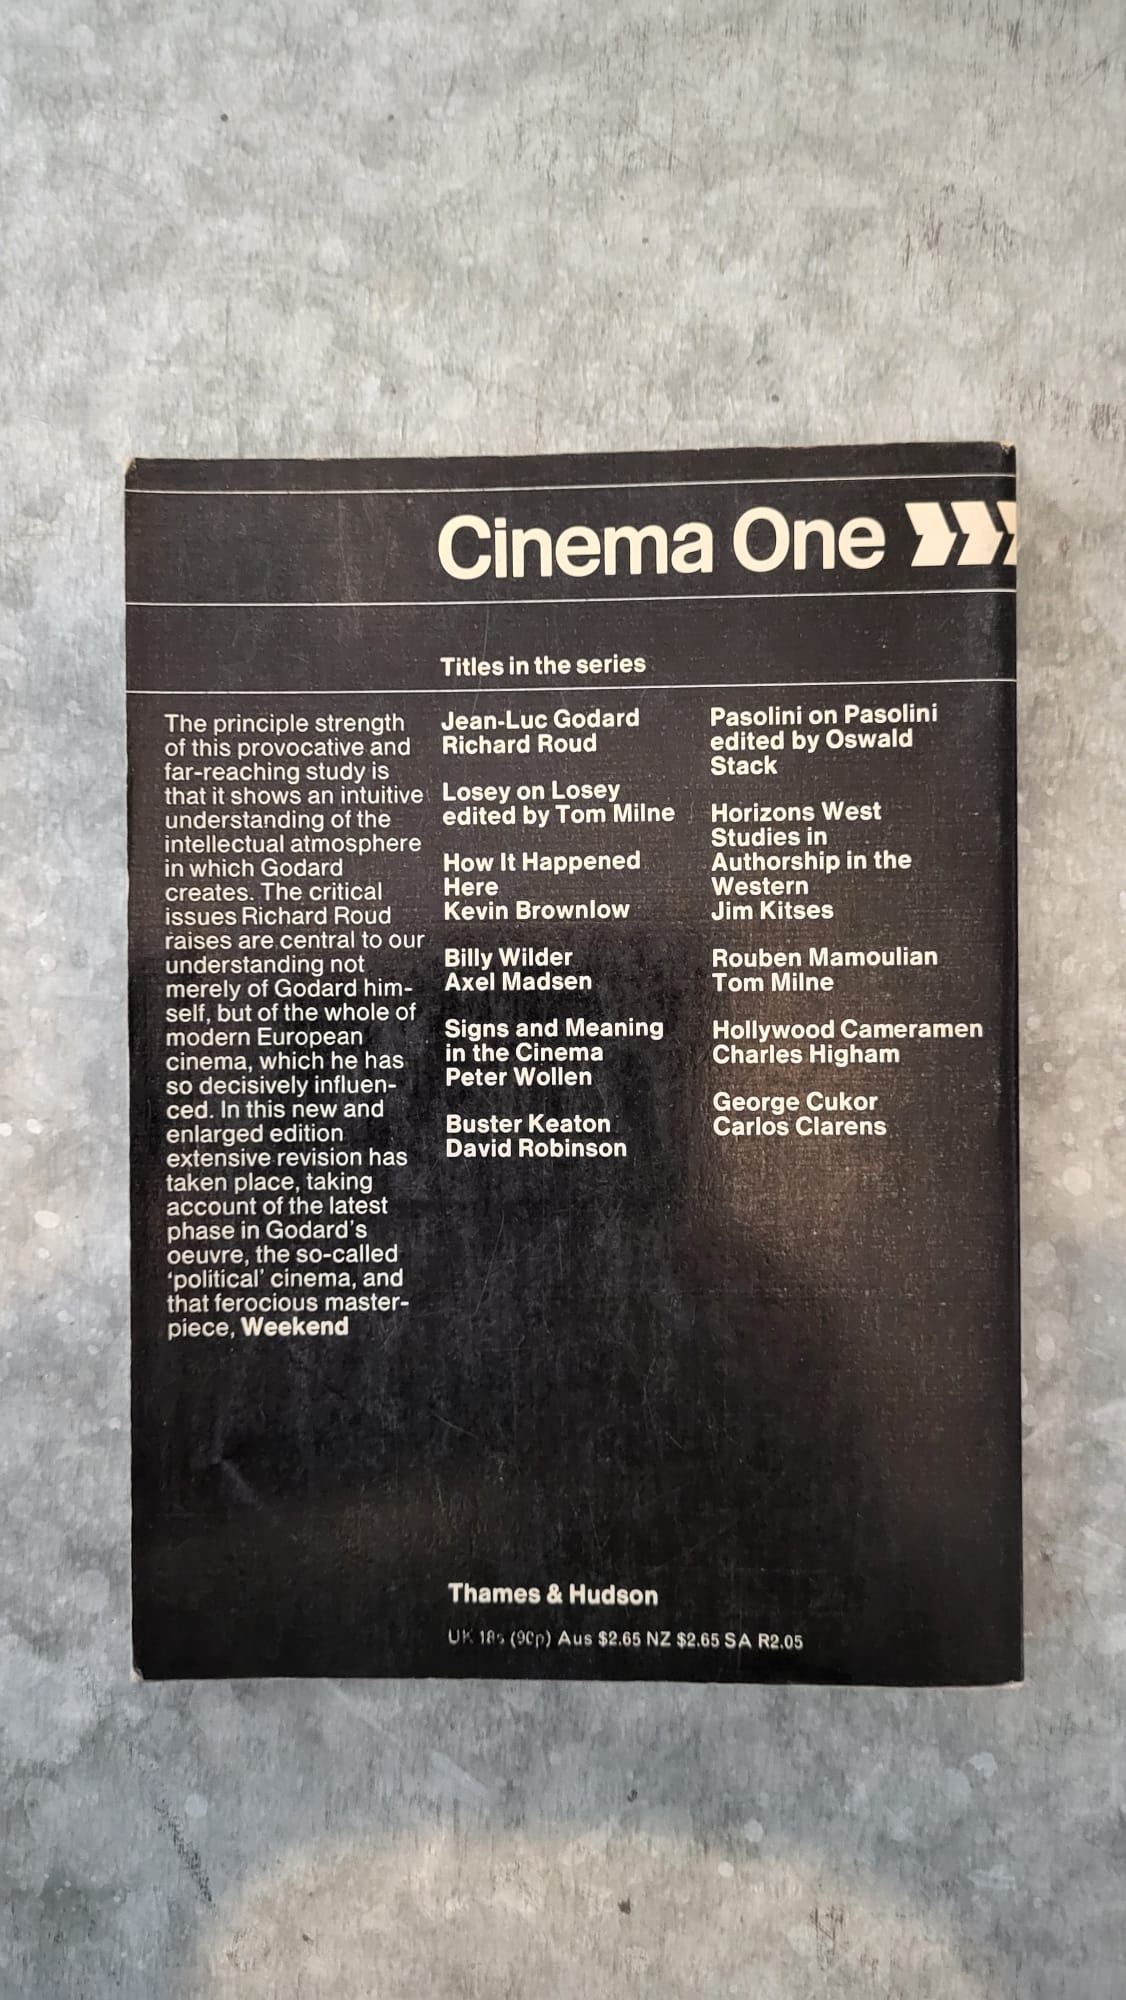 Cinema One
Titles in the series
The principle strength
of this provocative and
far-reaching study is
that it shows an intuitive
understanding of the
intellectual atmosphere
in which Godard
creates. The critical
issues Richard Roud
raises are central to our
understanding not
merely of Godard him-
self, but of the whole of
modern European
cinema, which he has
so decisively influen-
ced. In this new and
enlarged edition
extensive revision has
taken place, taking
account of the latest
phase in Godard's
oeuvre, the so-called
'political' cinema, and
that ferocious master-
piece, Weekend
Jean-Luc Godard
Richard Roud
Losey on Losey
edited by Tom Milne
How It Happened
Here
Kevin Brownlow
Billy Wilder
Axel Madsen
Signs and Meaning
in the Cinema
Peter Wollen
Buster Keaton
David Robinson
Pasolini on Pasolini
edited by Oswald
Stack
Horizons West
Studies in
Authorship in the
Western
Jim Kitses
Rouben Mamoulian
Tom Milne
Hollywood Cameramen
Charles Higham
George Cukor
Carlos Clarens
Thames & Hudson
UK 18s (90p) Aus $2.65 NZ $2.65 SA R2.05